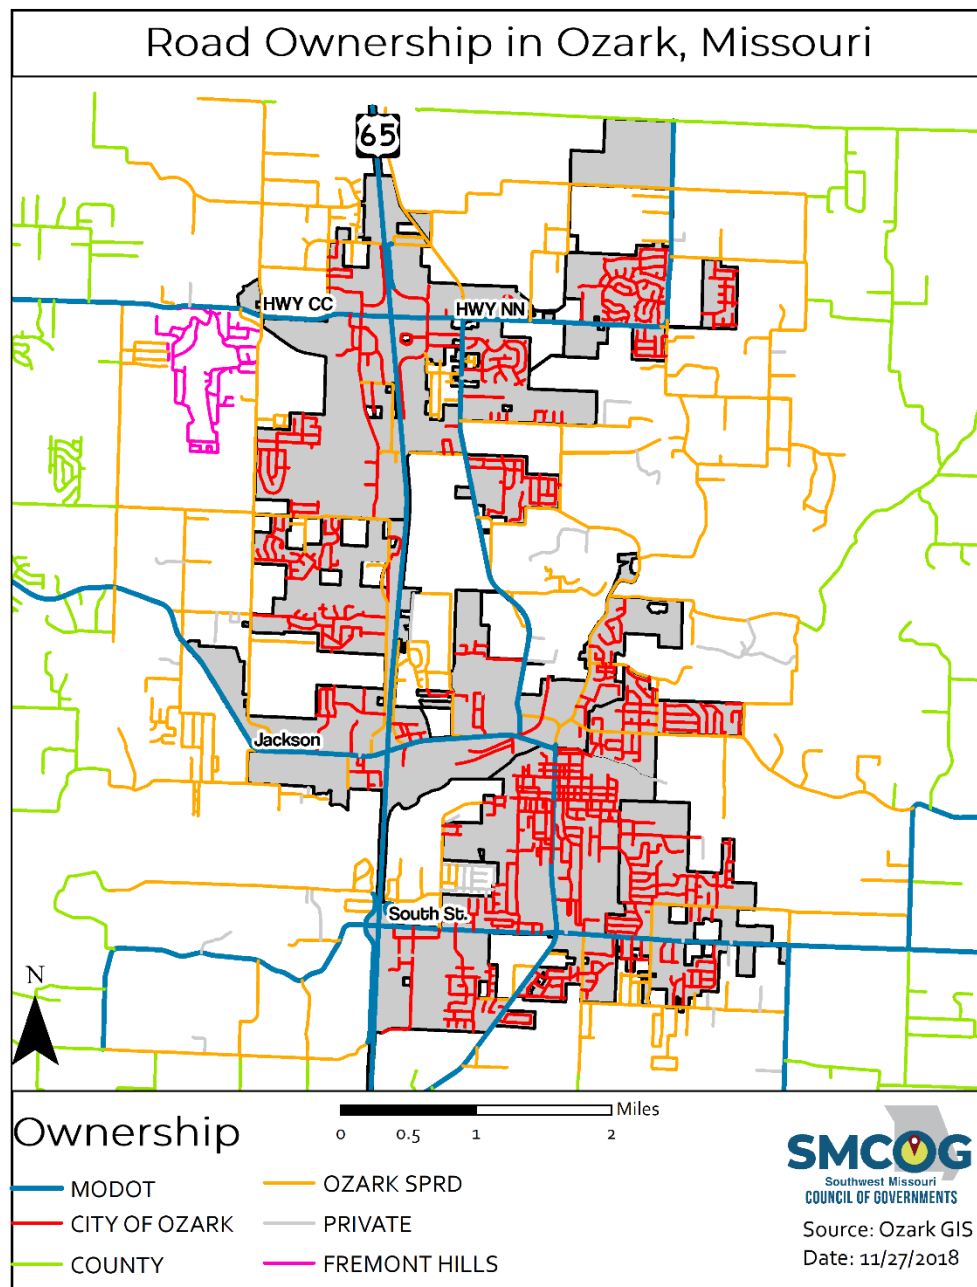 Road Ownership in Ozark, Missouri
65
HWY CC
HWY NN
Jackson
South St.
N
Ownership
Miles
0 0.5 1 2
MODOT
CITY OF OZARK
COUNTY
OZARK SPRD
PRIVATE
FREMONT HILLS
SMCOG
Southwest Missouri
COUNCIL OF GOVERNMENTS
Source: Ozark GIS
Date: 11/27/2018